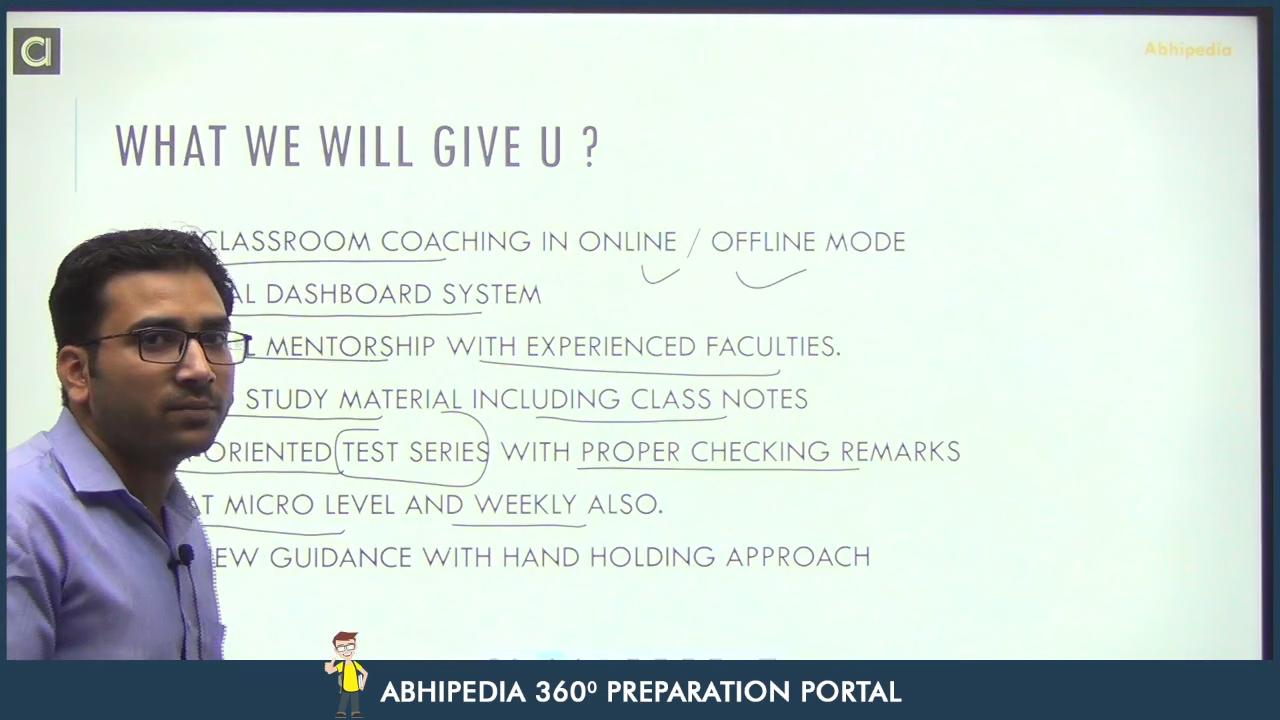 Abhipedia
WHAT WE WILL GIVE U ?
CLASSROOM COACHING IN ONLINE / OFFLINE MODE
AL DASHBOARD SYSTEM
L MENTORSHIP WITH EXPERIENCED FACULTIES.
STUDY MATERIAL INCLUDING CLASS NOTES
ORIENTED TEST SERIES WITH PROPER CHECKING REMARKS
AT MICRO LEVEL AND WEEKLY ALSO.
EW GUIDANCE WITH HAND HOLDING APPROACH
ABHIPEDIA 360⁰ PREPARATION PORTAL